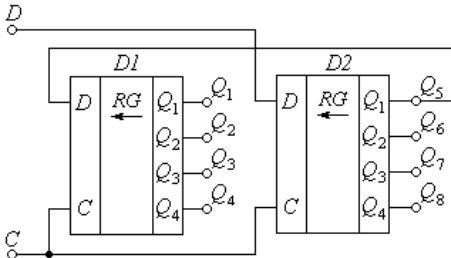 D
D1 D2
D RG Q1 Q1 D RG Q1 Q5
Q2 Q2 Q2 Q6
Q3 Q3 Q3 Q7
C Q4 Q4 C Q4 Q8
C